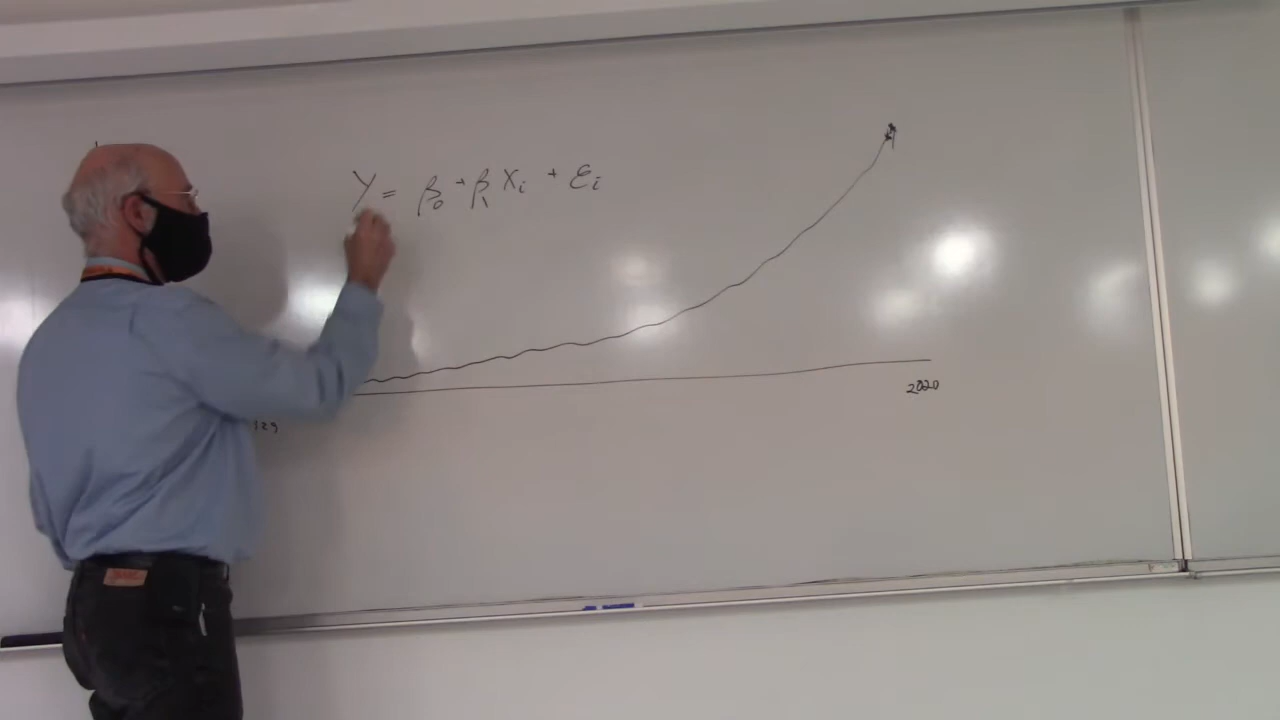 Y = β₀ + β₁ Xᵢ + εᵢ
2020